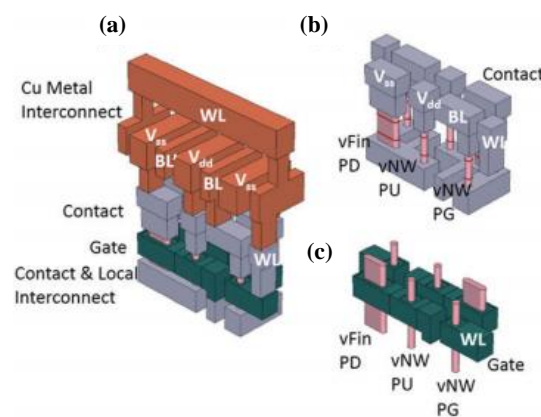 (a)
Cu Metal
Interconnect
WL
Vss
BL'
Vdd
BL
Vss
Contact
Gate
Contact & Local
Interconnect
WL
(b)
Vss
Vdd
BL
WL
Contact
vFin
PD
vNW
PU
vNW
PG
(c)
WL
vFin
PD
vNW
PU
vNW
PG
Gate